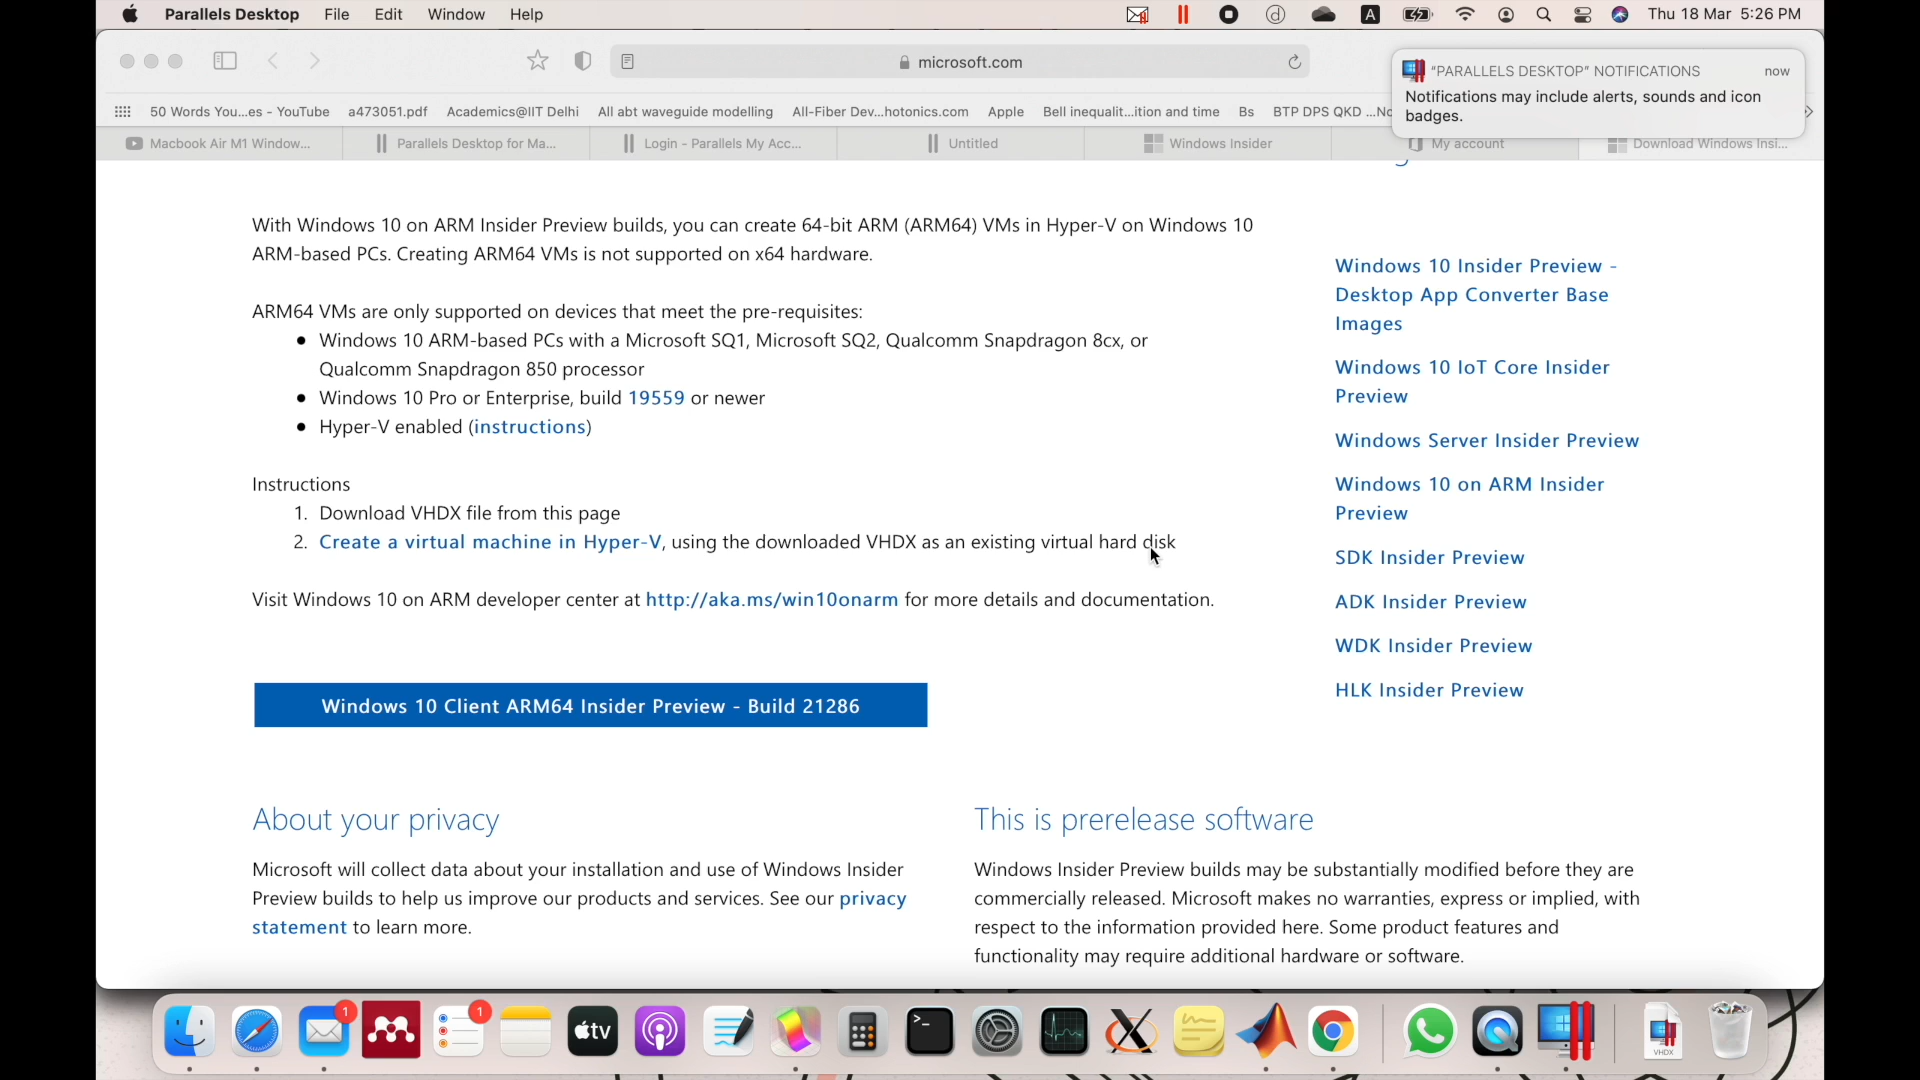 Parallels Desktop File Edit Window Help
A Thu 18 Mar 5:26 PM
microsoft.com
"PARALLELS DESKTOP" NOTIFICATIONS now
Notifications may include alerts, sounds and icon
badges.
50 Words You...es - YouTube a473051.pdf Academics@IIT Delhi All abt waveguide modelling All-Fiber Dev...hotonics.com Apple Bell inequalit...ition and time Bs BTP DPS QKD ...No
Macbook Air M1 Window... Parallels Desktop for Ma... Login - Parallels My Acc... Untitled Windows Insider My account Download Windows Insi...
With Windows 10 on ARM Insider Preview builds, you can create 64-bit ARM (ARM64) VMs in Hyper-V on Windows 10
ARM-based PCs. Creating ARM64 VMs is not supported on x64 hardware.
ARM64 VMs are only supported on devices that meet the pre-requisites:
● Windows 10 ARM-based PCs with a Microsoft SQ1, Microsoft SQ2, Qualcomm Snapdragon 8cx, or
Qualcomm Snapdragon 850 processor
● Windows 10 Pro or Enterprise, build 19559 or newer
● Hyper-V enabled (instructions)
Instructions
1. Download VHDX file from this page
2. Create a virtual machine in Hyper-V, using the downloaded VHDX as an existing virtual hard disk
Visit Windows 10 on ARM developer center at http://aka.ms/win10onarm for more details and documentation.
Windows 10 Client ARM64 Insider Preview - Build 21286
Windows 10 Insider Preview -
Desktop App Converter Base
Images
Windows 10 IoT Core Insider
Preview
Windows Server Insider Preview
Windows 10 on ARM Insider
Preview
SDK Insider Preview
ADK Insider Preview
WDK Insider Preview
HLK Insider Preview
About your privacy
Microsoft will collect data about your installation and use of Windows Insider
Preview builds to help us improve our products and services. See our privacy
statement to learn more.
This is prerelease software
Windows Insider Preview builds may be substantially modified before they are
commercially released. Microsoft makes no warranties, express or implied, with
respect to the information provided here. Some product features and
functionality may require additional hardware or software.
1
1
tv
VHDX